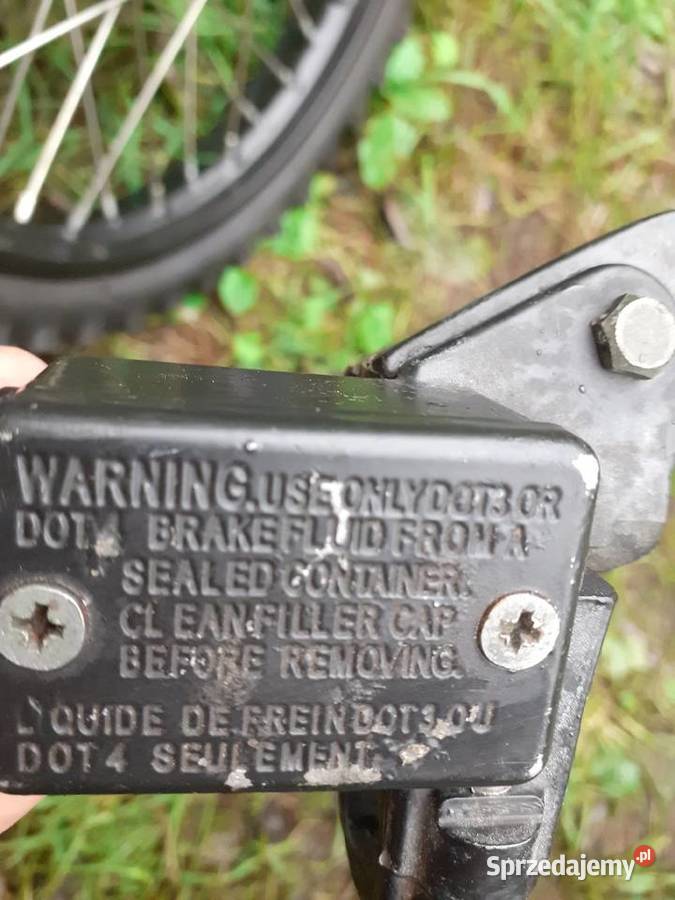 WARNING. USE ONLY DOT3 OR
DOT4 BRAKE FLUID FROM A
SEALED CONTAINER.
CLEAN FILLER CAP
BEFORE REMOVING.
LIQUIDE DE FREIN DOT3 OU
DOT4 SEULEMENT.
Sprzedajemy.pl